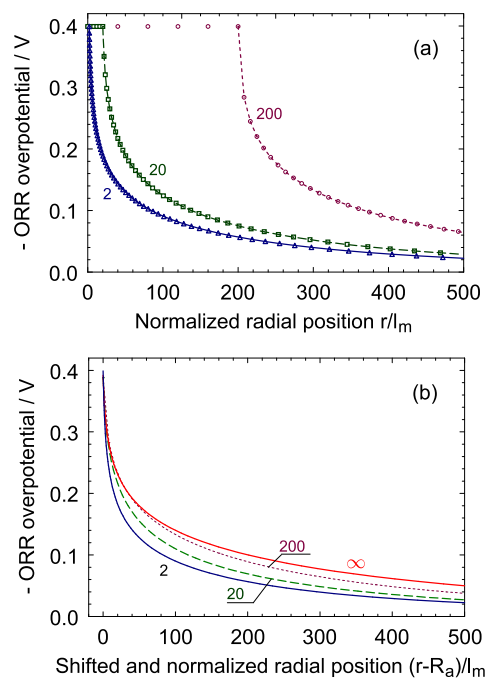 (a)
- ORR overpotential / V
0.4
0.3
0.2
0.1
0.0
200
20
2
0 100 200 300 400 500
Normalized radial position r/l_m
(b)
- ORR overpotential / V
0.4
0.3
0.2
0.1
0.0
200
∞
2
20
0 100 200 300 400 500
Shifted and normalized radial position (r-R_a)/l_m